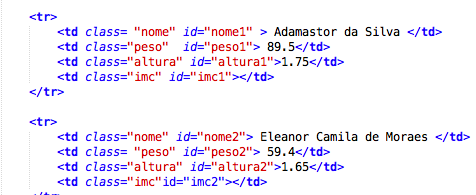 <tr>
<td class= "nome" id="nome1" > Adamastor da Silva </td>
<td class="peso"  id="peso1"> 89.5</td>
<td class="altura" id="altura1">1.75</td>
<td class="imc" id="imc1"></td>
</tr>
<tr>
<td class="nome" id="nome2"> Eleanor Camila de Moraes </td>
<td class= "peso" id="peso2"> 59.4</td>
<td class="altura" id="altura2">1.65</td>
<td class="imc"id="imc2"></td>